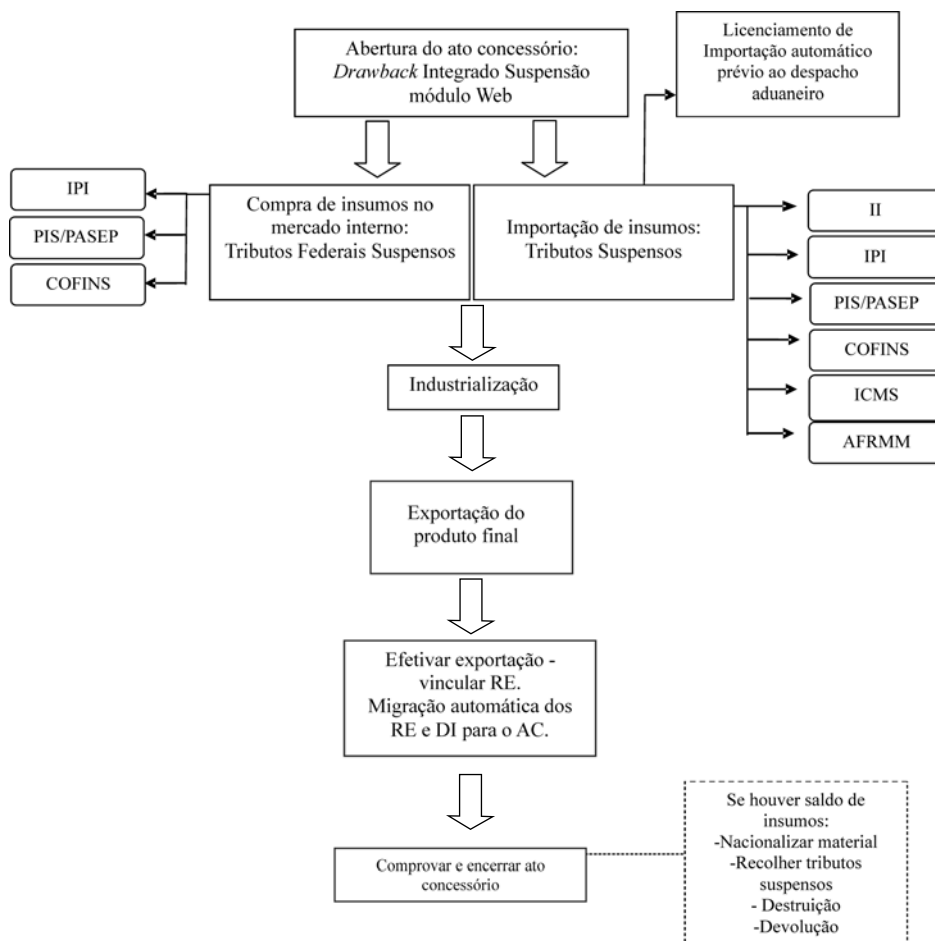 Abertura do ato concessório:
Drawback Integrado Suspensão
módulo Web
Licenciamento de
Importação automático
prévio ao despacho
aduaneiro
IPI
PIS/PASEP
COFINS
Compra de insumos no
mercado interno:
Tributos Federais Suspensos
Importação de insumos:
Tributos Suspensos
II
IPI
PIS/PASEP
COFINS
ICMS
AFRMM
Industrialização
Exportação do
produto final
Efetivar exportação -
vincular RE.
Migração automática dos
RE e DI para o AC.
Comprovar e encerrar ato
concessório
Se houver saldo de
insumos:
-Nacionalizar material
-Recolher tributos
suspensos
- Destruição
-Devolução